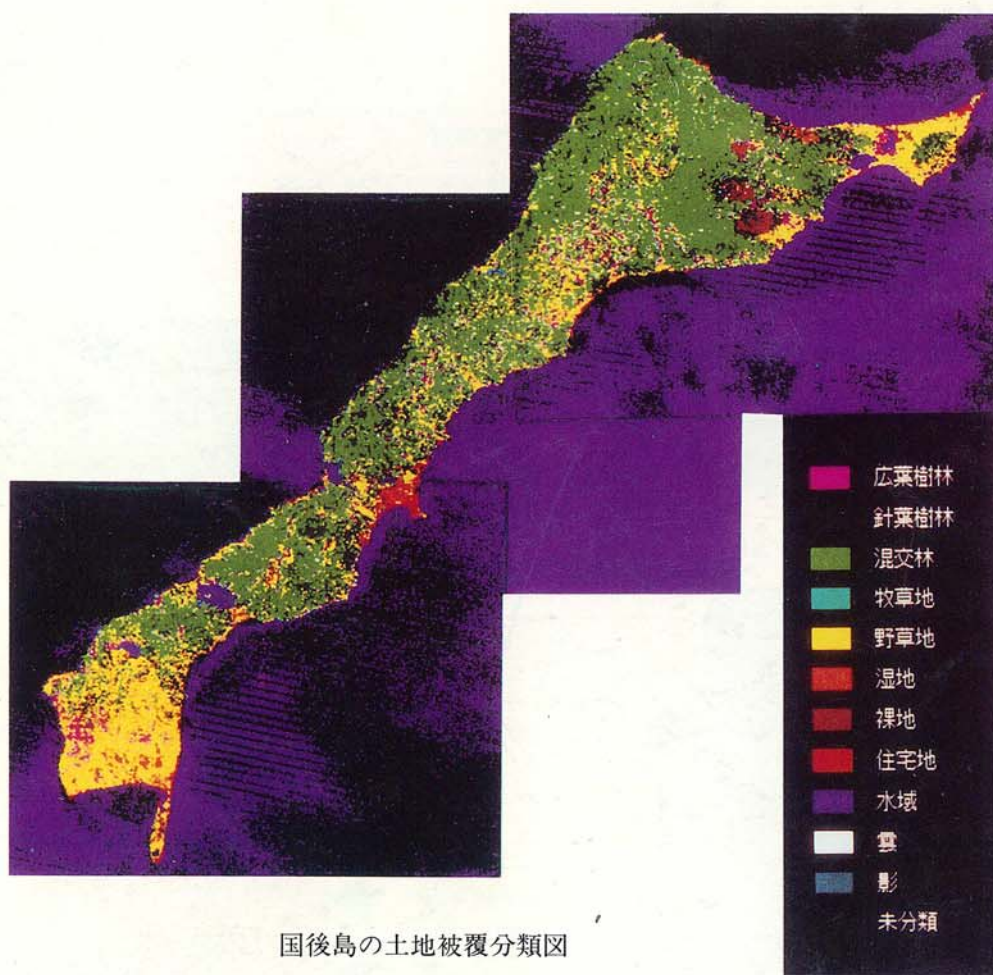 広葉樹林
針葉樹林
混交林
牧草地
野草地
湿地
裸地
住宅地
水域
雲
影
未分類
国後島の土地被覆分類図